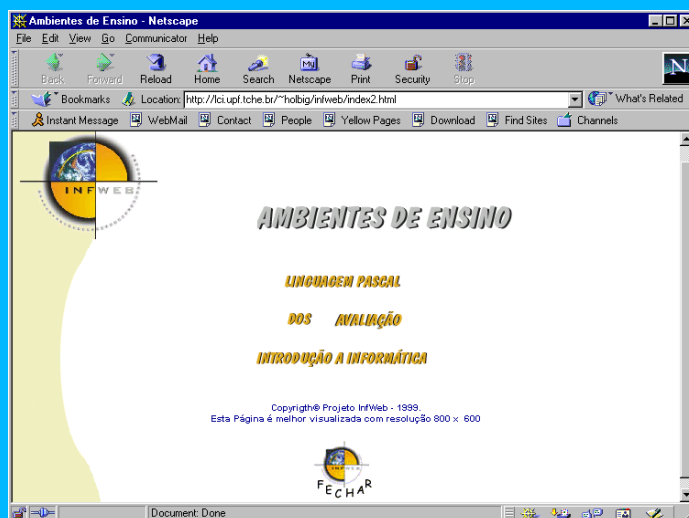 Ambientes de Ensino - Netscape
File Edit View Go Communicator Help
Back Forward Reload Home Search Netscape Print Security Stop
My
N
Bookmarks Location: http://lci.upf.tche.br/~holbig/infweb/index2.html What's Related
Instant Message WebMail Contact People Yellow Pages Download Find Sites Channels
INFWEB
AMBIENTES DE ENSINO
LINGUAGEM PASCAL
DOS AVALIAÇÃO
INTRODUÇÃO A INFORMÁTICA
Copyrigth® Projeto InfWeb - 1999.
Esta Página é melhor visualizada com resolução 800 x 600
INFWEB
FECHAR
Document: Done